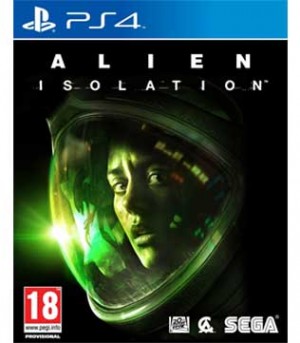 PS4
ALIEN
ISOLATION™
18
www.pegi.info
PROVISIONAL
SEGA